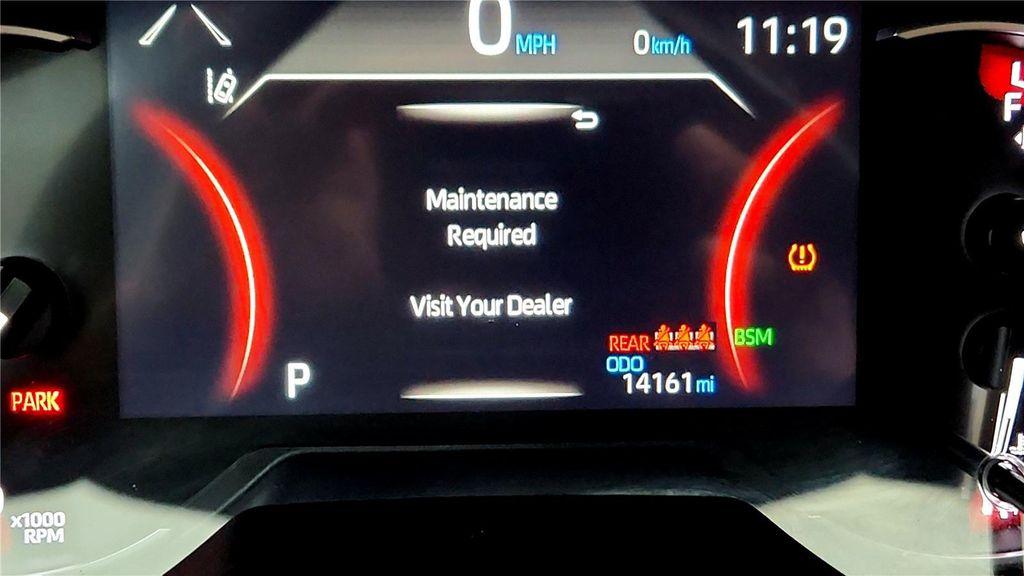 0 MPH 0 km/h 11:19
Maintenance
Required
Visit Your Dealer
REAR BSM
ODO
P 14161 mi
PARK
x1000
RPM